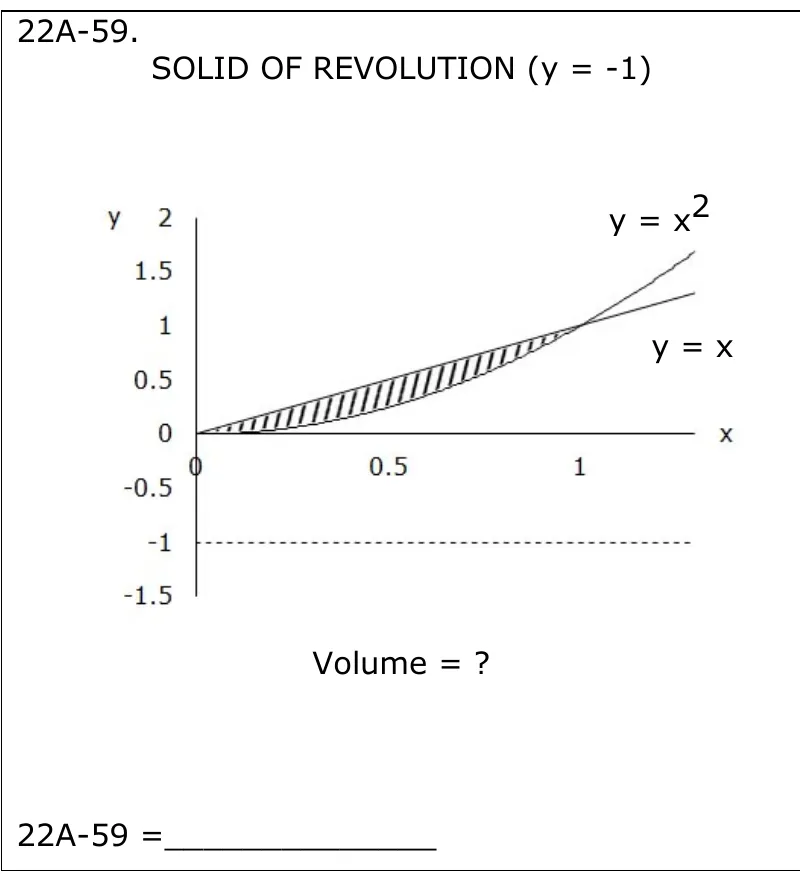 22A-59.
SOLID OF REVOLUTION (y = -1)
y 2
y = x²
1.5
1
y = x
0.5
0
x
0 0.5 1
-0.5
-1
-1.5
Volume = ?
22A-59 =________________